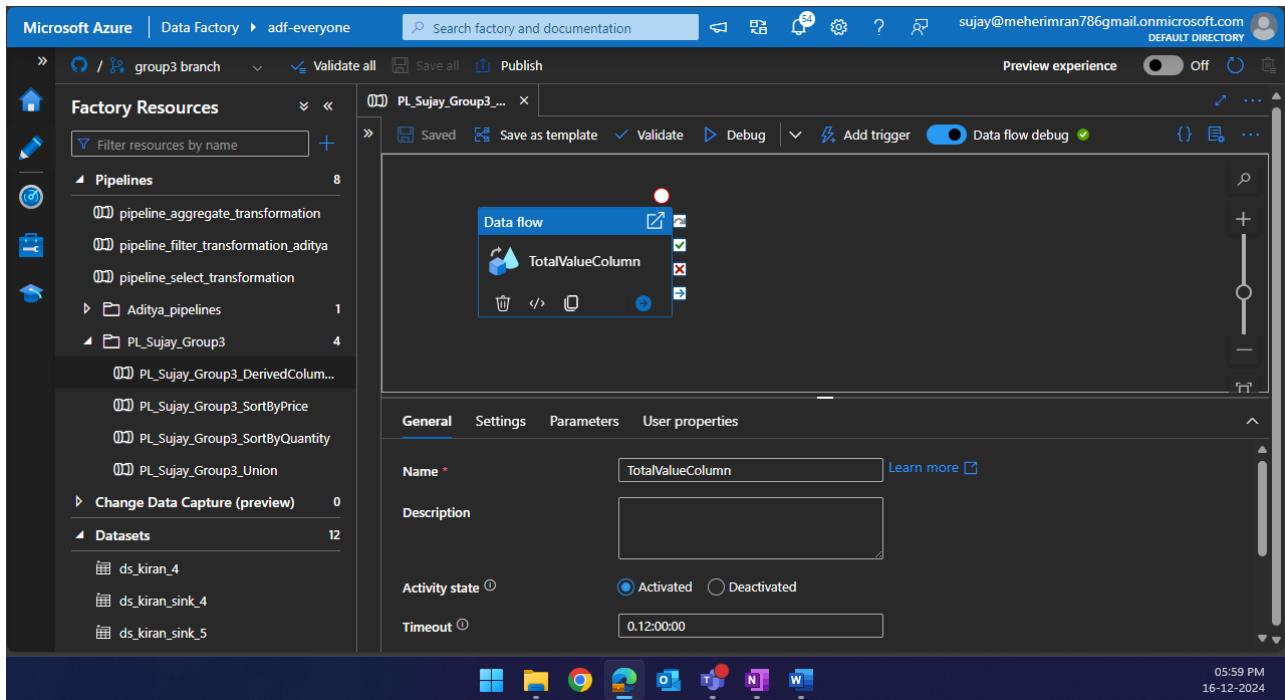 Microsoft Azure Data Factory adf-everyone Search factory and documentation 54 sujay@meherimran786gmail.onmicrosoft.com
DEFAULT DIRECTORY
/ group3 branch Validate all Save all Publish Preview experience Off
Factory Resources
Filter resources by name
Pipelines 8
pipeline_aggregate_transformation
pipeline_filter_transformation_aditya
pipeline_select_transformation
Aditya_pipelines 1
PL_Sujay_Group3 4
PL_Sujay_Group3_DerivedColum...
PL_Sujay_Group3_SortByPrice
PL_Sujay_Group3_SortByQuantity
PL_Sujay_Group3_Union
Change Data Capture (preview) 0
Datasets 12
ds_kiran_4
ds_kiran_sink_4
ds_kiran_sink_5
PL_Sujay_Group3_...
Saved Save as template Validate Debug Add trigger Data flow debug
Data flow
TotalValueColumn
General Settings Parameters User properties
Name * TotalValueColumn Learn more
Description
Activity state Activated Deactivated
Timeout 0.12:00:00
05:59 PM
16-12-2024